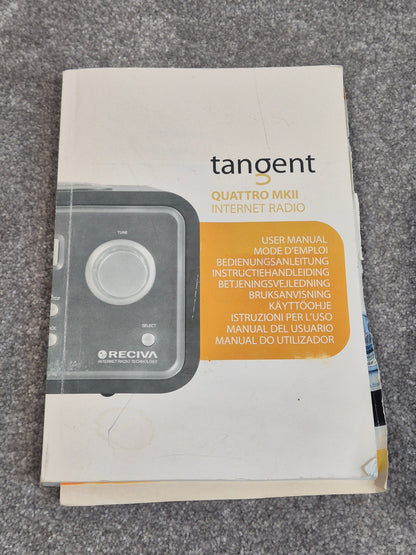 tangent
QUATTRO MKII
INTERNET RADIO
USER MANUAL
MODE D'EMPLOI
BEDIENUNGSANLEITUNG
INSTRUCTIEHANDLEIDING
BETJENINGSVEJLEDNING
BRUKSANVISNING
KÄYTTÖOHJE
ISTRUZIONI PER L'USO
MANUAL DEL USUARIO
MANUAL DO UTILIZADOR
TUNE
SELECT
RECIVA
INTERNET RADIO TECHNOLOGY